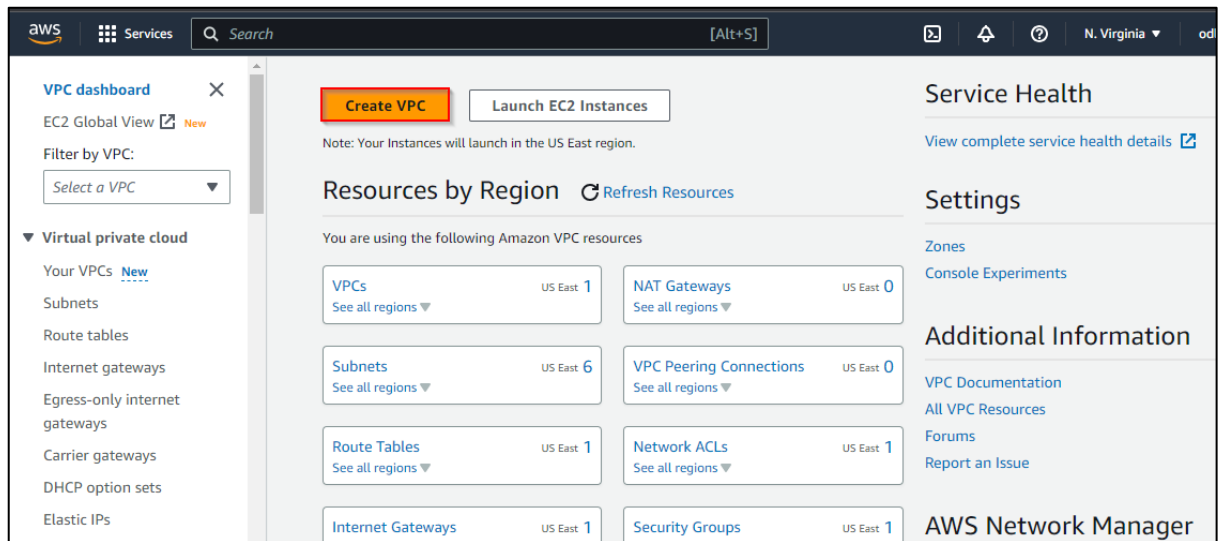 aws
Services
Search
[Alt+S]
N. Virginia
VPC dashboard
EC2 Global View New
Filter by VPC:
Select a VPC
Virtual private cloud
Your VPCs New
Subnets
Route tables
Internet gateways
Egress-only internet
gateways
Carrier gateways
DHCP option sets
Elastic IPs
Create VPC
Launch EC2 Instances
Note: Your Instances will launch in the US East region.
Resources by Region Refresh Resources
You are using the following Amazon VPC resources
VPCs US East 1
See all regions
NAT Gateways US East 0
See all regions
Subnets US East 6
See all regions
VPC Peering Connections US East 0
See all regions
Route Tables US East 1
See all regions
Network ACLs US East 1
See all regions
Internet Gateways US East 1
Security Groups US East 1
Service Health
View complete service health details
Settings
Zones
Console Experiments
Additional Information
VPC Documentation
All VPC Resources
Forums
Report an Issue
AWS Network Manager